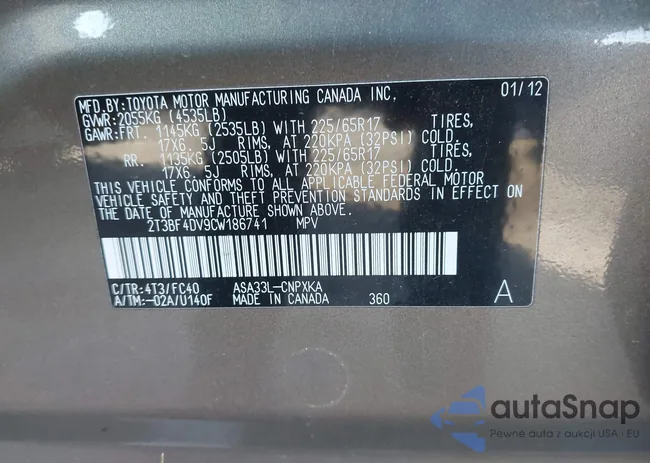 MFD.BY:TOYOTA MOTOR MANUFACTURING CANADA INC. 01/12
GVWR:2055KG (4535LB)
GAWR:FRT. 1145KG (2535LB) WITH 225/65R17 TIRES,
17X6. 5J RIMS, AT 220KPA (32PSI) COLD.
RR. 1135KG (2505LB) WITH 225/65R17 TIRES,
17X6. 5J RIMS, AT 220KPA (32PSI) COLD.
THIS VEHICLE CONFORMS TO ALL APPLICABLE FEDERAL MOTOR
VEHICLE SAFETY AND THEFT PREVENTION STANDARDS IN EFFECT ON
THE DATE OF MANUFACTURE SHOWN ABOVE.
2T3BF4DV9CW186741 MPV
C/TR:4T3/FC40 ASA33L-CNPXKA
A/TM:-02A/U140F MADE IN CANADA 360 A
autoSnap
Pewne auta z aukcji USA i EU